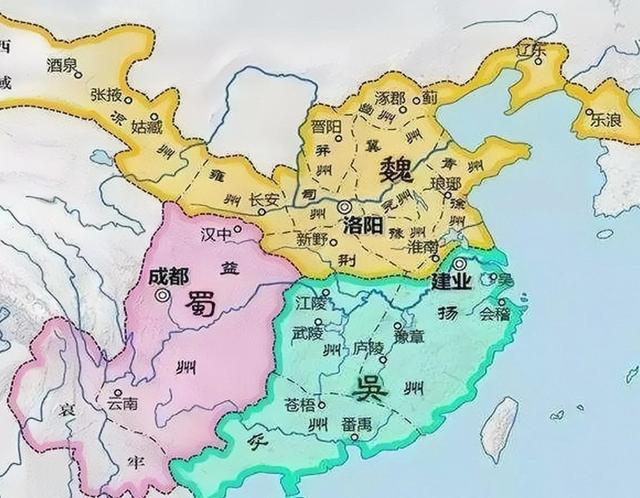 西
域
酒泉
张掖
姑臧
凉
州
雍
州
长安
司
州
洛阳
晋阳
并
州
涿郡
蓟
幽
州
冀
州
魏
青
州
琅琊
徐
州
兖
州
豫
州
新野
荆
淮南
辽东
乐浪
汉中
益
成都
蜀
州
云南
哀
牢
建业
吴
扬
会稽
江陵
武陵
州
庐陵
豫章
吳
州
苍梧
州
番禹
交